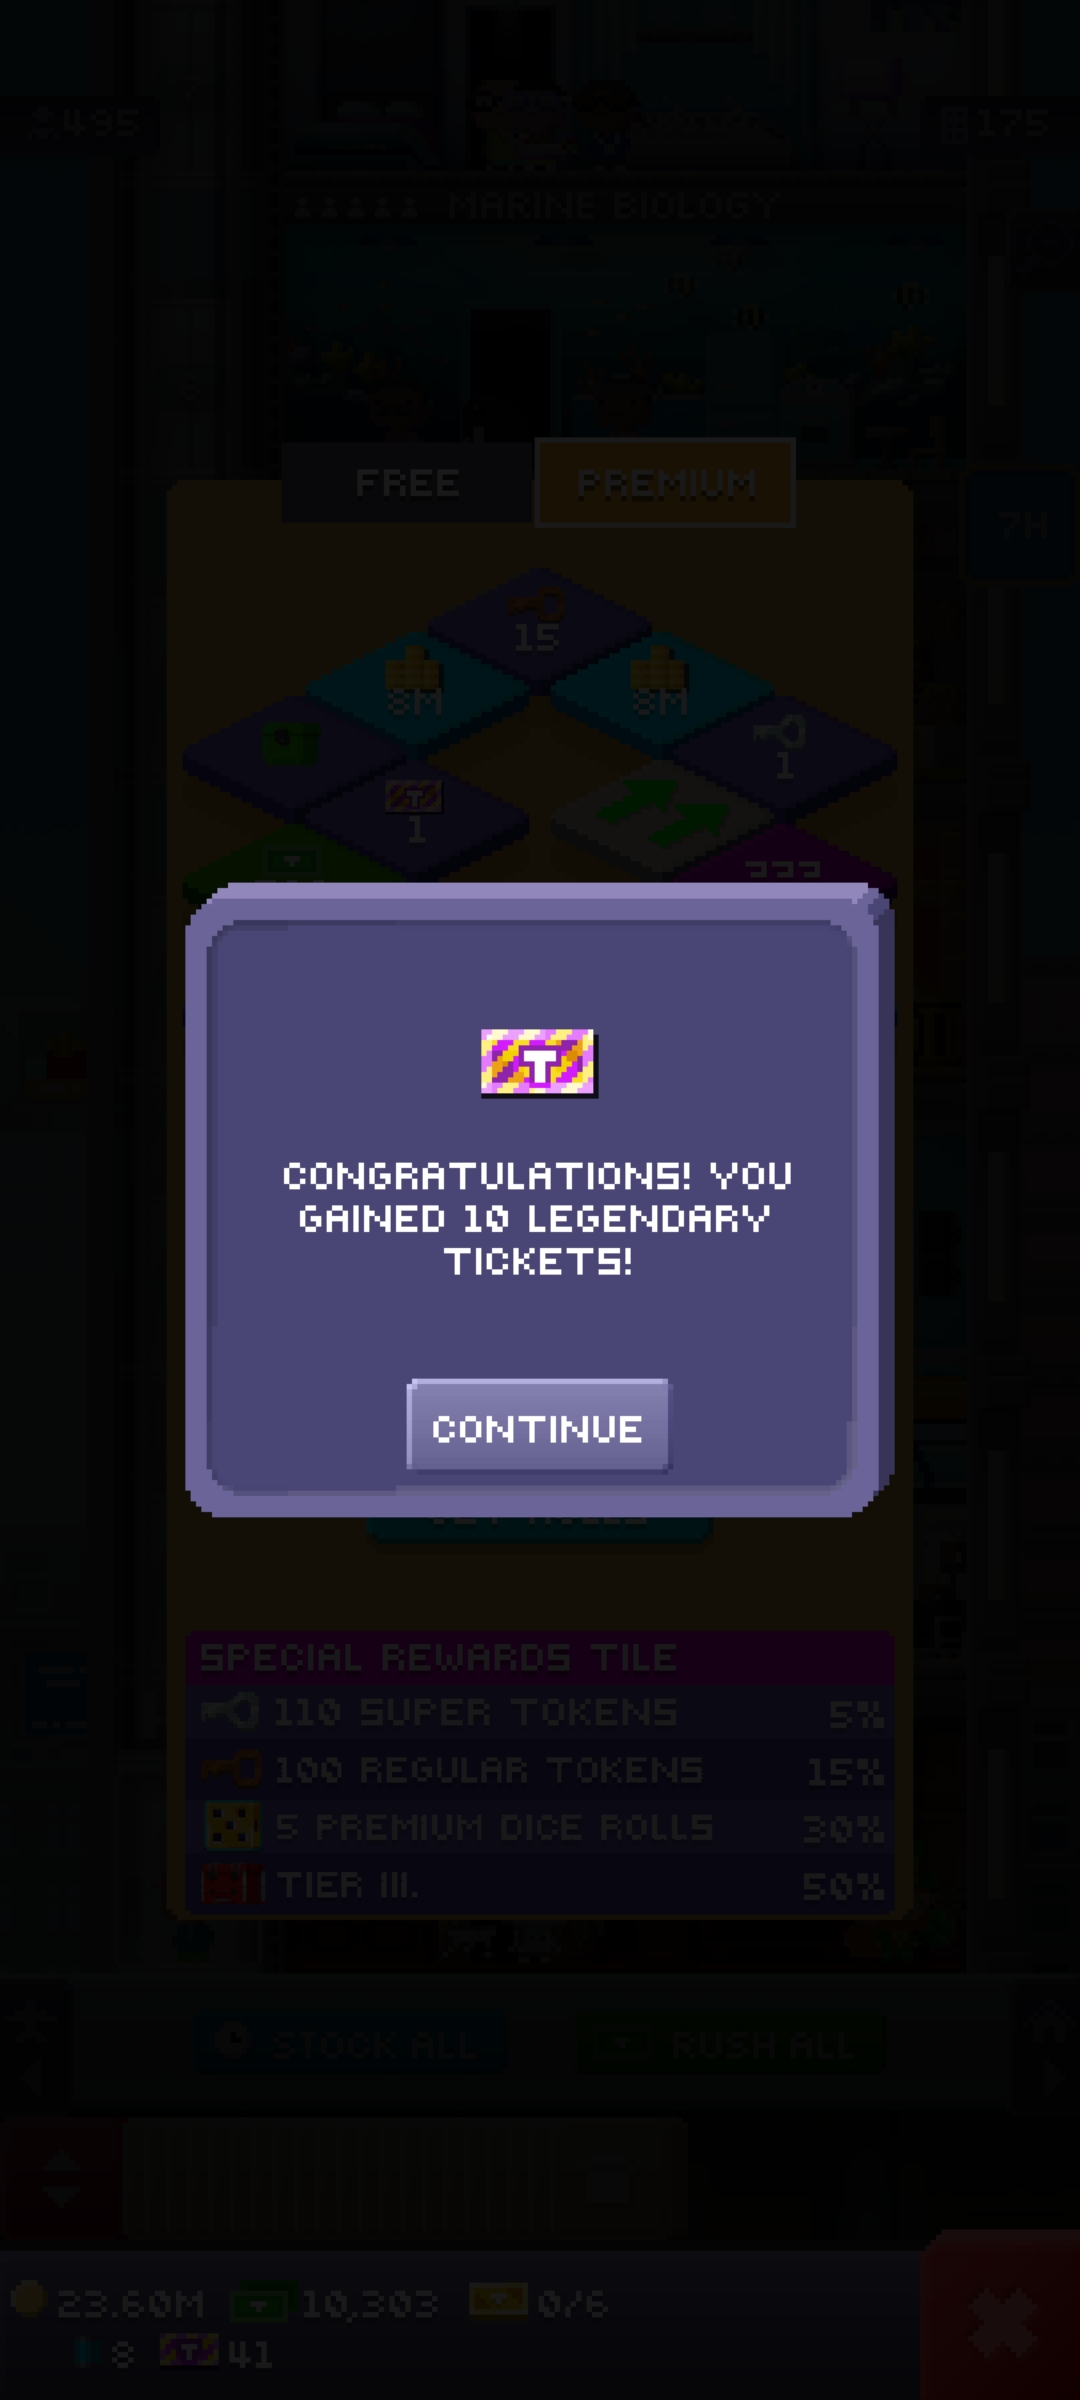 495
175
MARINE BIOLOGY
FREE
PREMIUM
7H
15
8M
8M
1
T
1
???
T
CONGRATULATIONS! YOU
GAINED 10 LEGENDARY
TICKETS!
CONTINUE
SPECIAL REWARDS TILE
110 SUPER TOKENS 5%
100 REGULAR TOKENS 15%
5 PREMIUM DICE ROLLS 30%
TIER III. 50%
STOCK ALL
RUSH ALL
23.60M 10,303 0/6
8 T 41